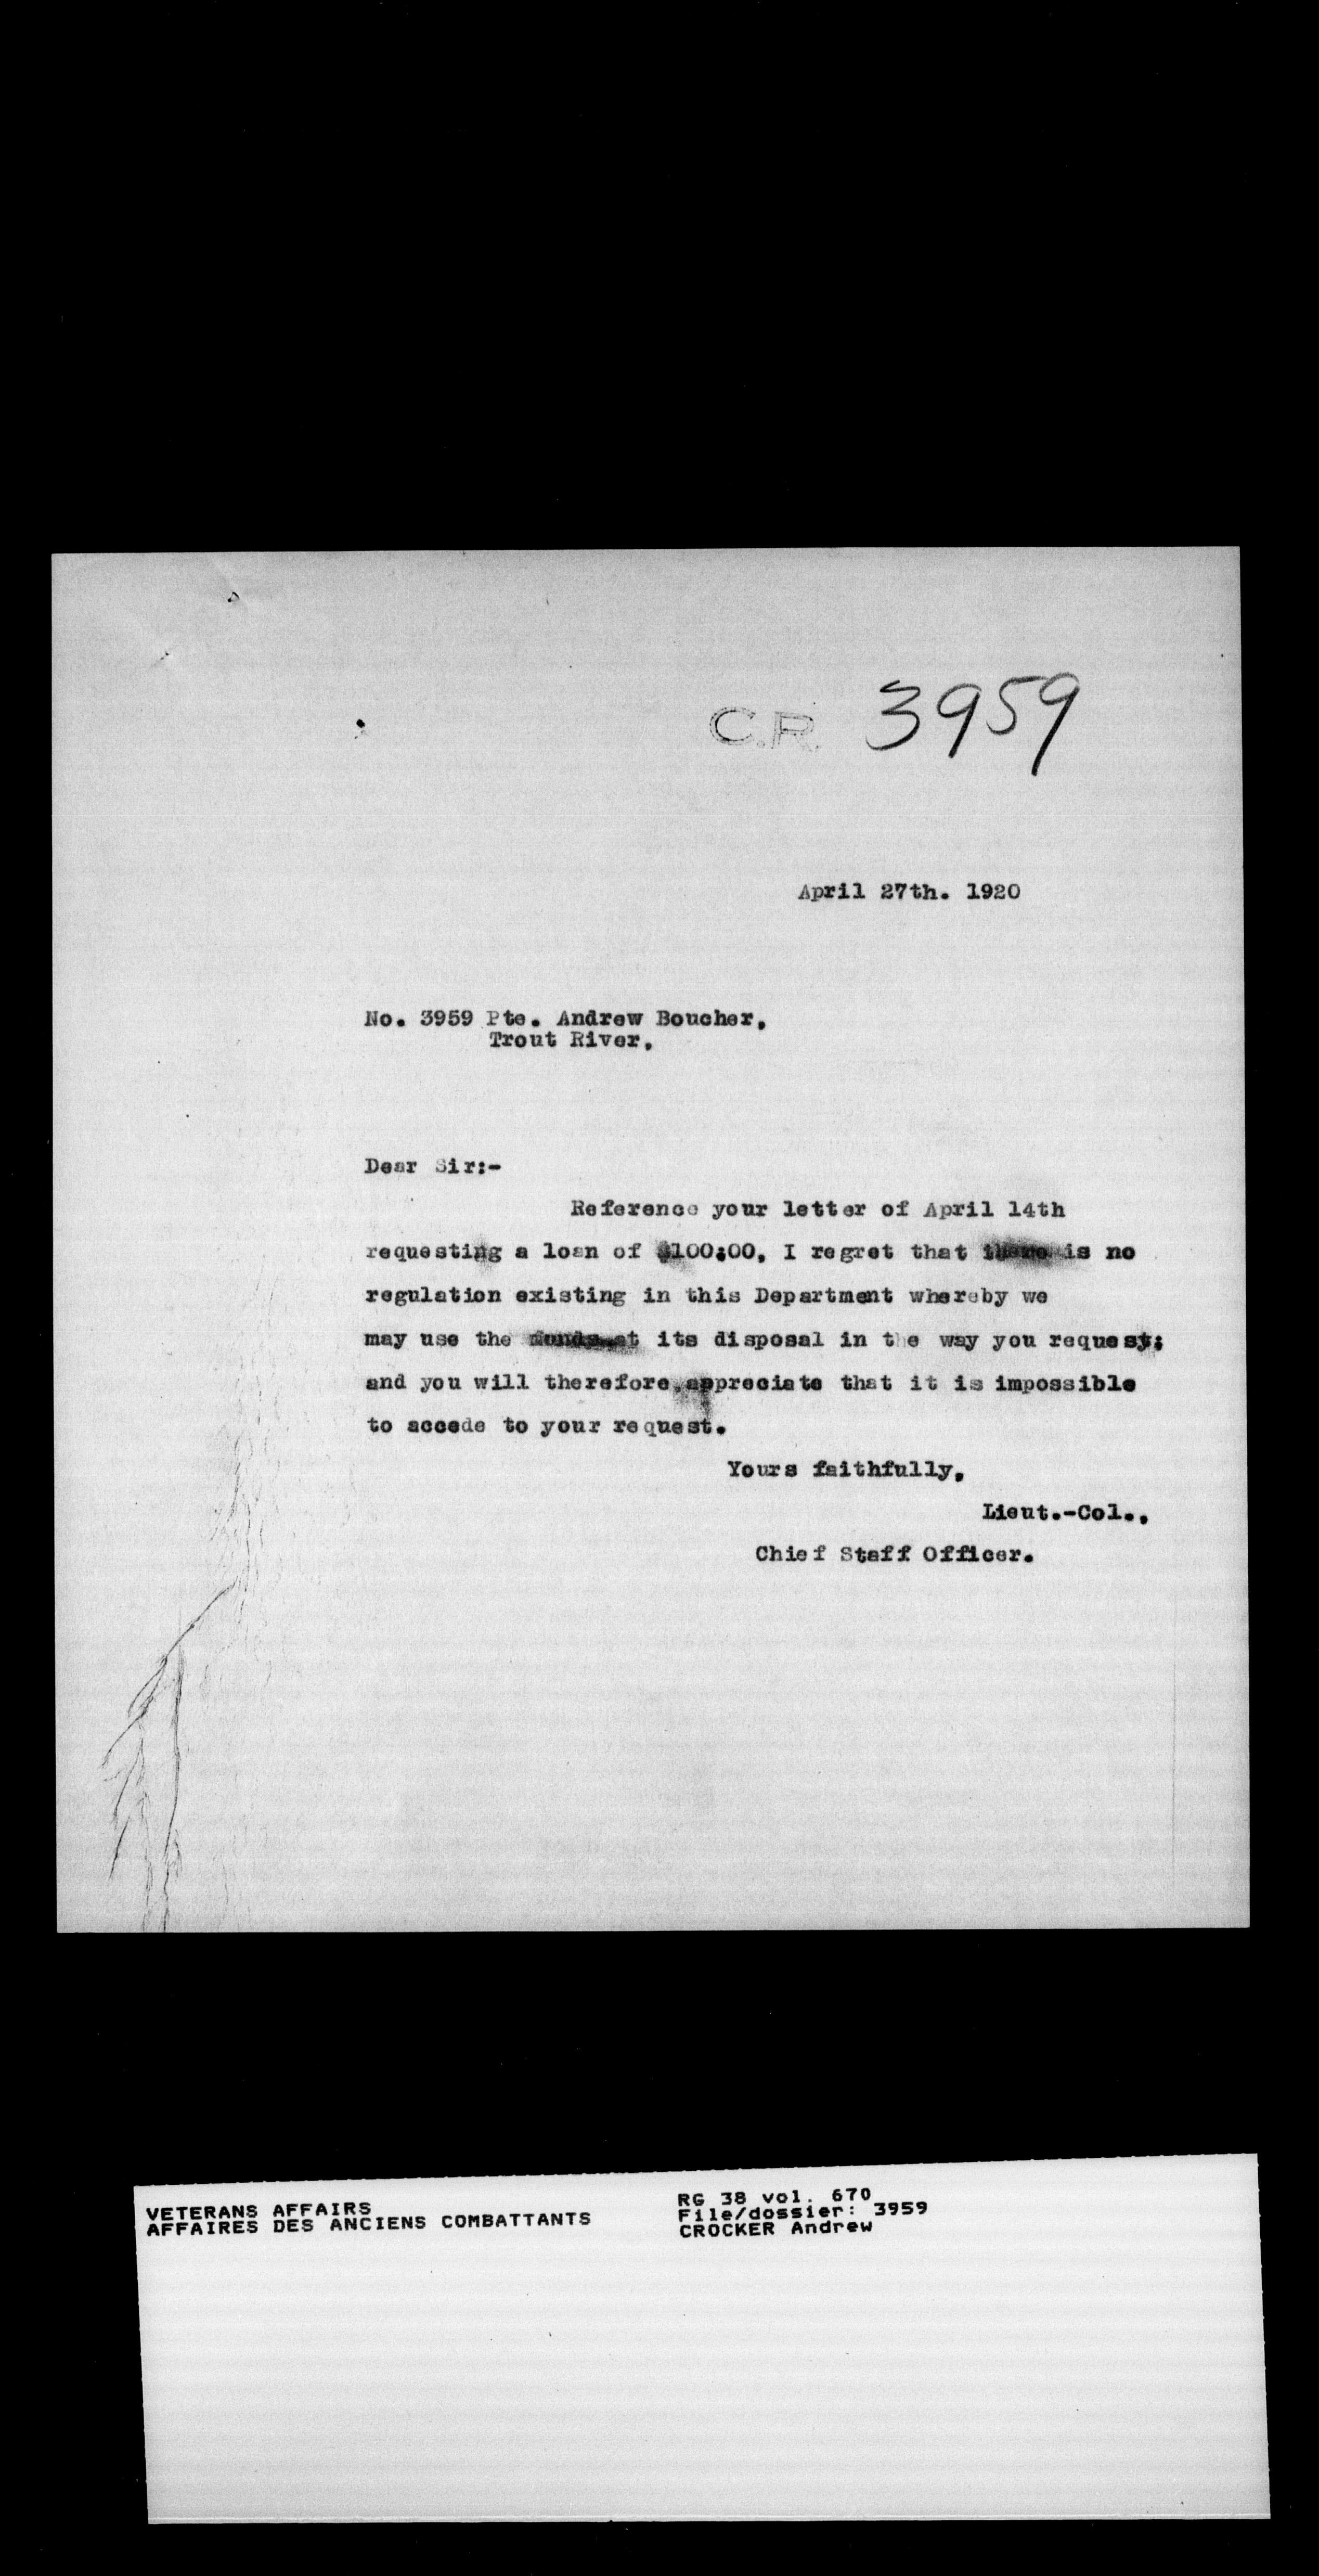 C.R. 3959
April 27th. 1920
No. 3959 Pte. Andrew Boucher,
Trout River,
Dear Sir:-
Reference your letter of April 14th
requesting a loan of $100:00, I regret that there is no
regulation existing in this Department whereby we
may use the funds at its disposal in the way you request;
and you will therefore, appreciate that it is impossible
to accede to your request.
Yours faithfully,
Lieut.-Col.,
Chief Staff Officer.
VETERANS AFFAIRS
AFFAIRES DES ANCIENS COMBATTANTS
RG 38 vol. 670
File/dossier: 3959
CROCKER Andrew